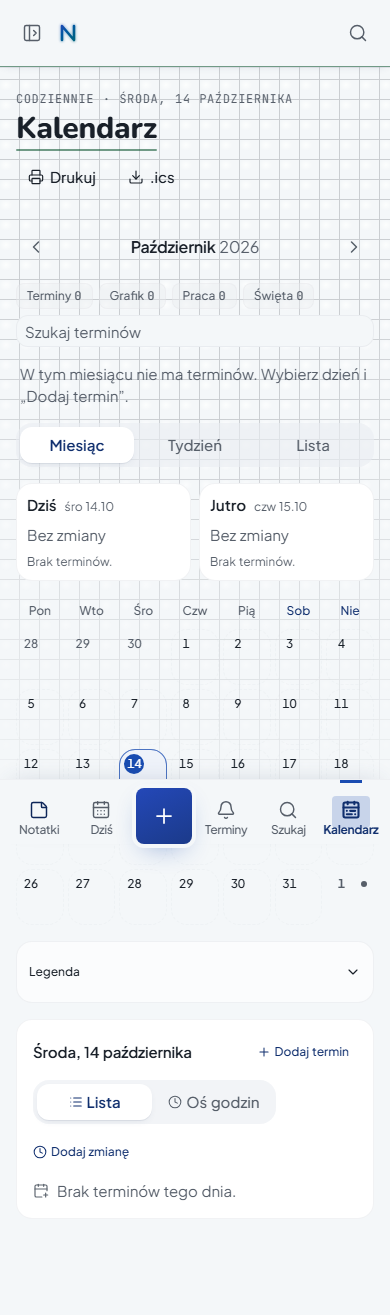 N
CODZIENNIE · ŚRODA, 14 PAŹDZIERNIKA
Kalendarz
Drukuj .ics
Październik 2026
Terminy 0 Grafik 0 Praca 0 Święta 0
Szukaj terminów
W tym miesiącu nie ma terminów. Wybierz dzień i
„Dodaj termin”.
Miesiąc Tydzień Lista
Dziś śro 14.10 Jutro czw 15.10
Bez zmiany Bez zmiany
Brak terminów. Brak terminów.
Pon Wto Śro Czw Pią Sob Nie
28 29 30 1 2 3 4
5 6 7 8 9 10 11
12 13 14 15 16 17 18
Notatki Dziś Terminy Szukaj Kalendarz
26 27 28 29 30 31 1
Legenda
Środa, 14 października + Dodaj termin
Lista Oś godzin
Dodaj zmianę
Brak terminów tego dnia.